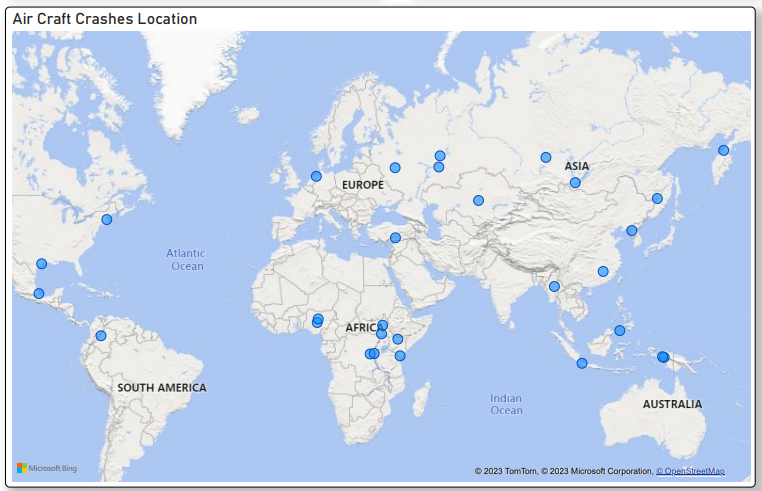 Air Craft Crashes Location
ASIA
EUROPE
Atlantic
Ocean
AFRICA
SOUTH AMERICA
Indian
Ocean
AUSTRALIA
Microsoft Bing
© 2023 TomTom, © 2023 Microsoft Corporation, © OpenStreetMap